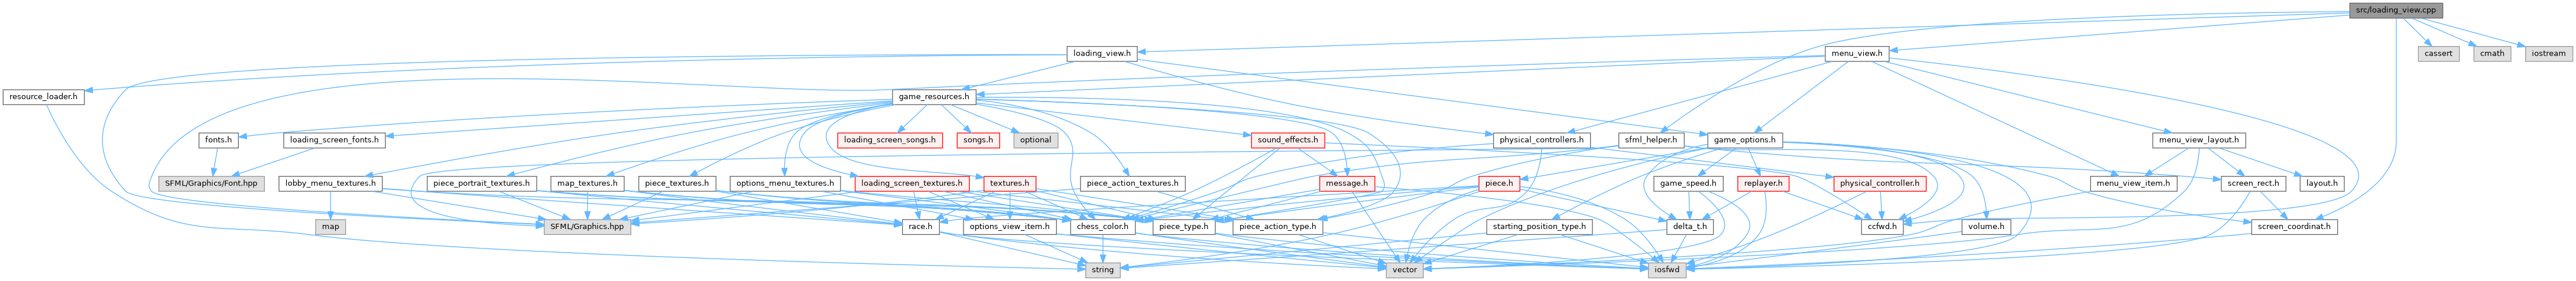 src/loading_view.cpp
loading_view.h
menu_view.h
cassert
cmath
iostream
resource_loader.h
game_resources.h
fonts.h
loading_screen_fonts.h
loading_screen_songs.h
songs.h
optional
sound_effects.h
physical_controllers.h
sfml_helper.h
game_options.h
menu_view_layout.h
SFML/Graphics/Font.hpp
lobby_menu_textures.h
piece_portrait_textures.h
map_textures.h
piece_textures.h
options_menu_textures.h
loading_screen_textures.h
textures.h
piece_action_textures.h
message.h
piece.h
game_speed.h
replayer.h
physical_controller.h
menu_view_item.h
screen_rect.h
layout.h
map
SFML/Graphics.hpp
race.h
options_view_item.h
chess_color.h
piece_type.h
piece_action_type.h
starting_position_type.h
delta_t.h
ccfwd.h
volume.h
screen_coordinat.h
string
vector
iosfwd